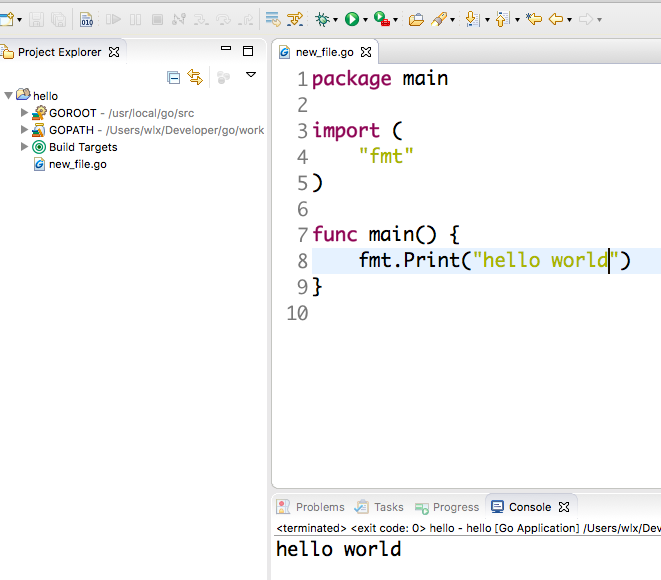 010
Project Explorer
hello
GOROOT - /usr/local/go/src
GOPATH - /Users/wlx/Developer/go/work
Build Targets
new_file.go
new_file.go
1 package main
2
3 import (
4     "fmt"
5 )
6
7 func main() {
8     fmt.Print("hello world")
9 }
10
Problems Tasks Progress Console
<terminated> <exit code: 0> hello - hello [Go Application] /Users/wlx/Dev
hello world